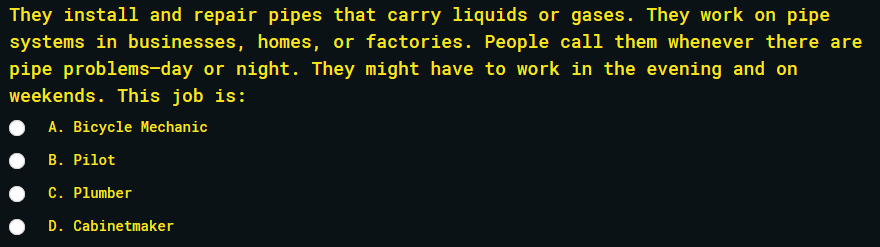 They install and repair pipes that carry liquids or gases. They work on pipe
systems in businesses, homes, or factories. People call them whenever there are
pipe problems—day or night. They might have to work in the evening and on
weekends. This job is:
A. Bicycle Mechanic
B. Pilot
C. Plumber
D. Cabinetmaker